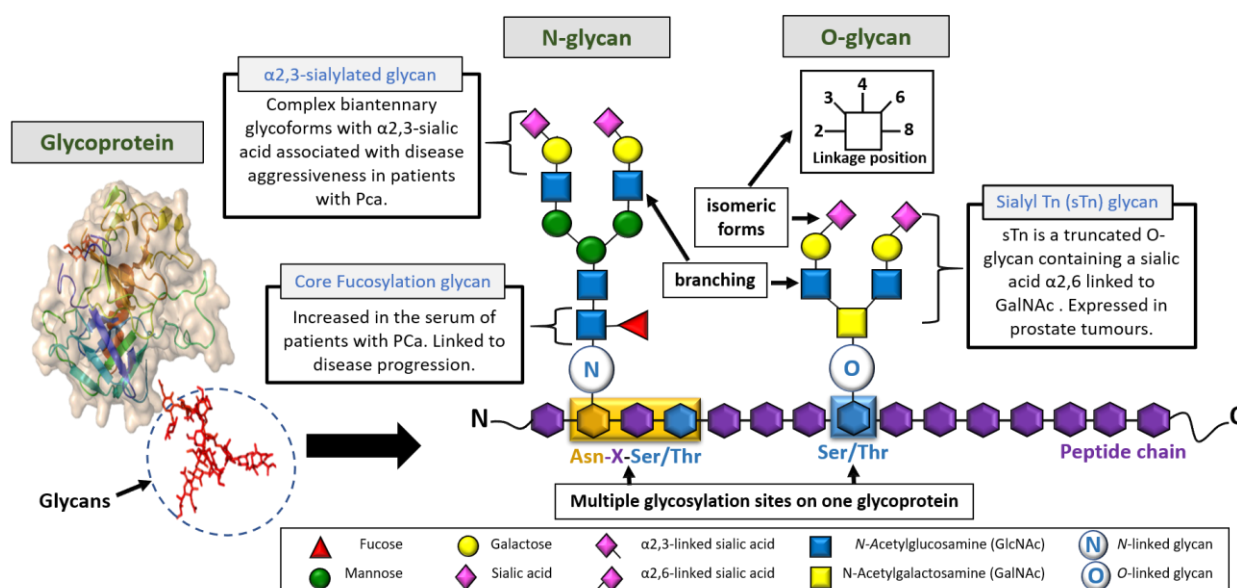 N-glycan
O-glycan
Glycoprotein
α2,3-sialylated glycan
Complex biantennary
glycoforms with α2,3-sialic
acid associated with disease
aggressiveness in patients
with Pca.
Core Fucosylation glycan
Increased in the serum of
patients with PCa. Linked to
disease progression.
4
3
6
2
8
Linkage position
isomeric
forms
branching
Sialyl Tn (sTn) glycan
sTn is a truncated O-
glycan containing a sialic
acid α2,6 linked to
GalNAc . Expressed in
prostate tumours.
N
O
N
C
Asn-X-Ser/Thr
Ser/Thr
Peptide chain
Multiple glycosylation sites on one glycoprotein
Glycans
Fucose
Galactose
α2,3-linked sialic acid
N-Acetylglucosamine (GlcNAc)
N
N-linked glycan
Mannose
Sialic acid
α2,6-linked sialic acid
N-Acetylgalactosamine (GalNAc)
O
O-linked glycan